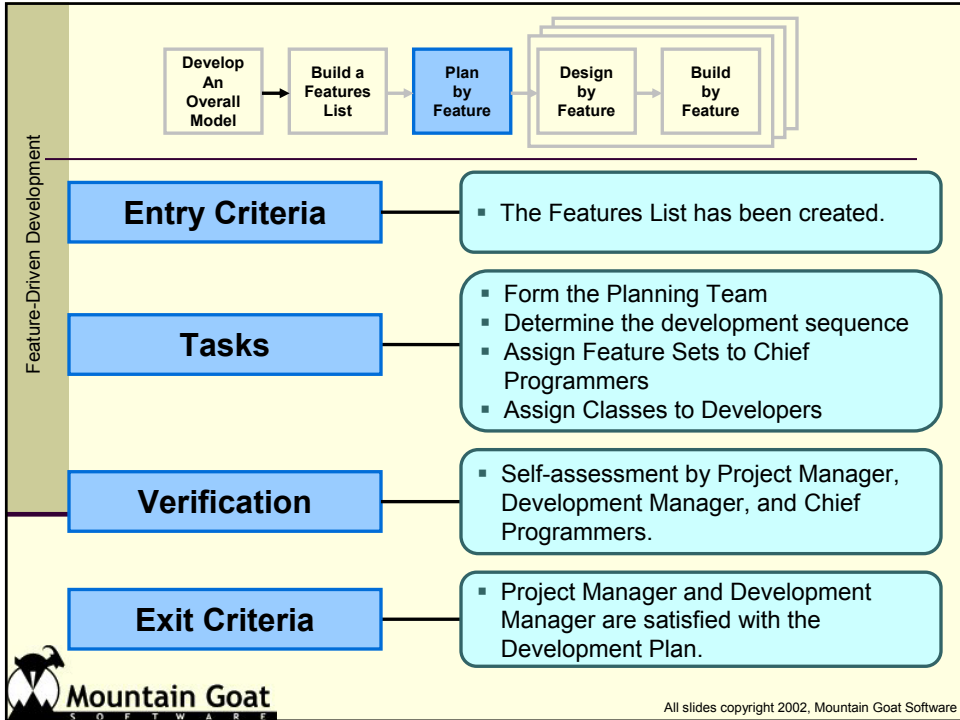 Develop
An
Overall
Model
Build a
Features
List
Plan
by
Feature
Design
by
Feature
Build
by
Feature
Feature-Driven Development
Entry Criteria
▪ The Features List has been created.
Tasks
▪ Form the Planning Team
▪ Determine the development sequence
▪ Assign Feature Sets to Chief
Programmers
▪ Assign Classes to Developers
Verification
▪ Self-assessment by Project Manager,
Development Manager, and Chief
Programmers.
Exit Criteria
▪ Project Manager and Development
Manager are satisfied with the
Development Plan.
Mountain Goat
SOFTWARE
All slides copyright 2002, Mountain Goat Software